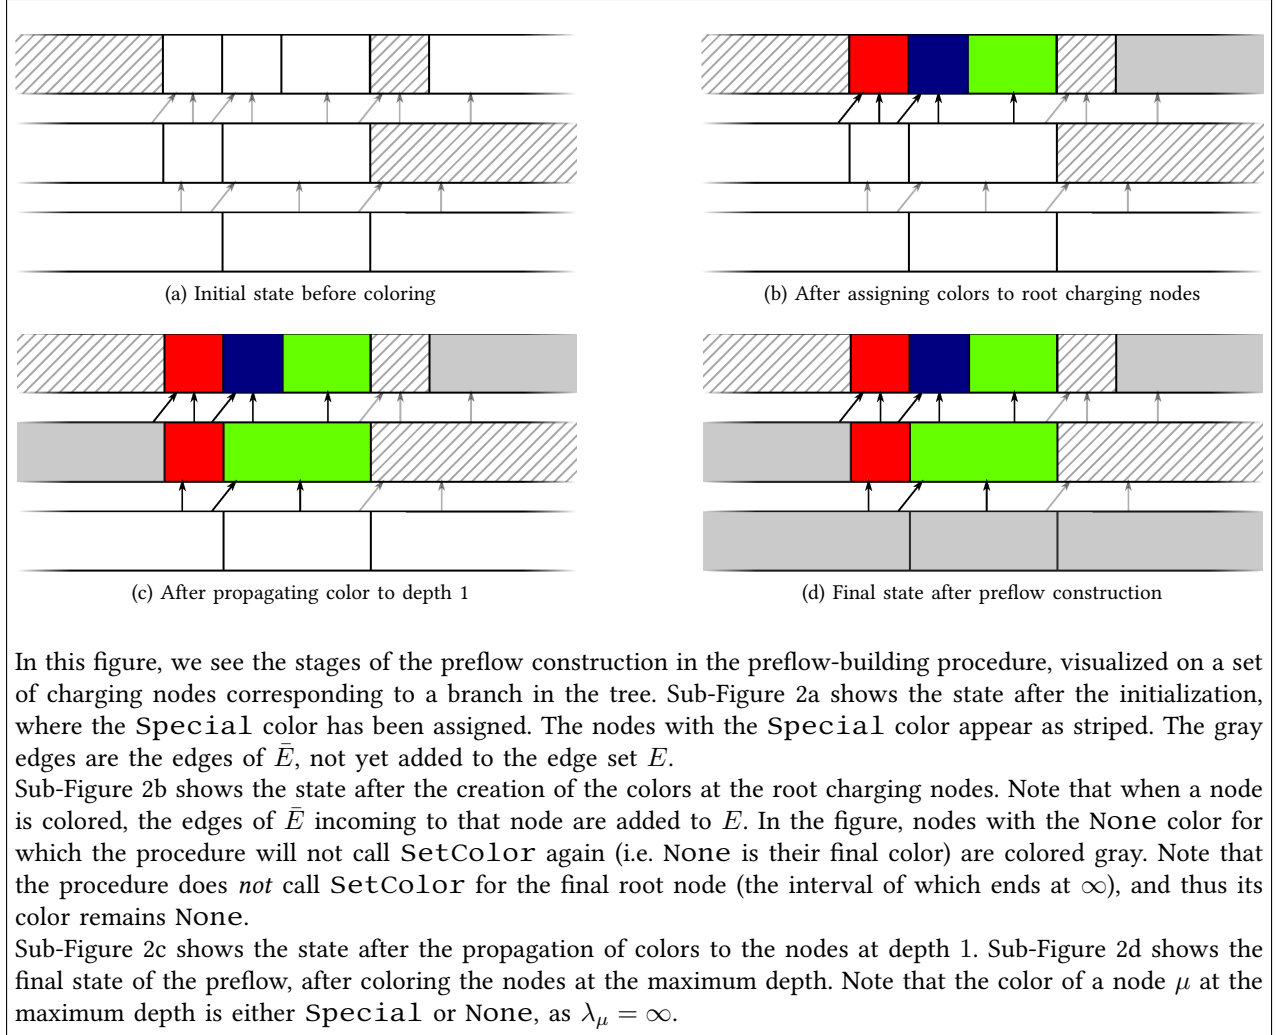 (a) Initial state before coloring
(b) After assigning colors to root charging nodes
(c) After propagating color to depth 1
(d) Final state after preflow construction
In this figure, we see the stages of the preflow construction in the preflow-building procedure, visualized on a set
of charging nodes corresponding to a branch in the tree. Sub-Figure 2a shows the state after the initialization,
where the Special color has been assigned. The nodes with the Special color appear as striped. The gray
edges are the edges of Ē, not yet added to the edge set E.
Sub-Figure 2b shows the state after the creation of the colors at the root charging nodes. Note that when a node
is colored, the edges of Ē incoming to that node are added to E. In the figure, nodes with the None color for
which the procedure will not call SetColor again (i.e. None is their final color) are colored gray. Note that
the procedure does not call SetColor for the final root node (the interval of which ends at ∞), and thus its
color remains None.
Sub-Figure 2c shows the state after the propagation of colors to the nodes at depth 1. Sub-Figure 2d shows the
final state of the preflow, after coloring the nodes at the maximum depth. Note that the color of a node μ at the
maximum depth is either Special or None, as λμ = ∞.